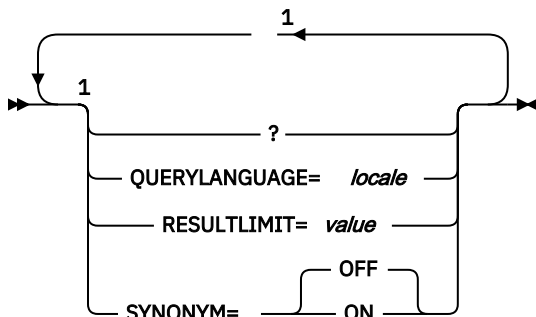 1
1
?
QUERYLANGUAGE= locale
RESULTLIMIT= value
OFF
SYNONYM= ON